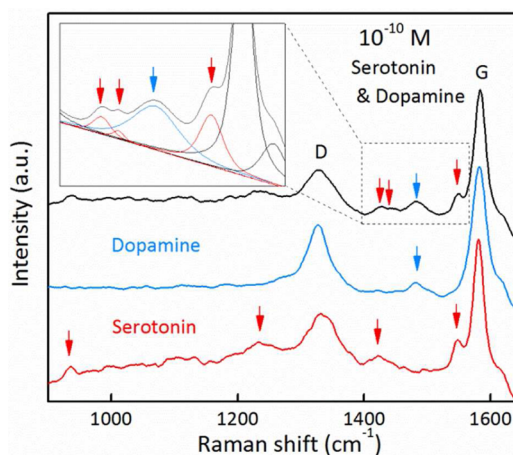 10⁻¹⁰ M
Serotonin
& Dopamine
G
D
Dopamine
Serotonin
Intensity (a.u.)
1000 1200 1400 1600
Raman shift (cm⁻¹)